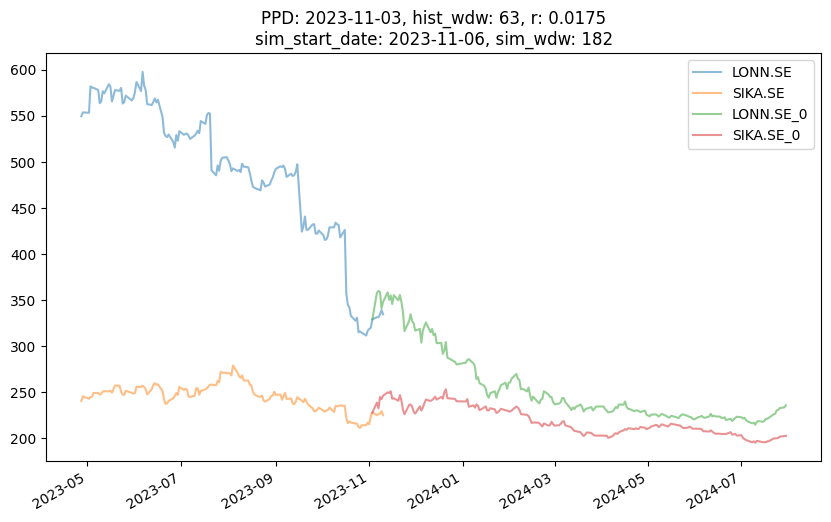 PPD: 2023-11-03, hist_wdw: 63, r: 0.0175
sim_start_date: 2023-11-06, sim_wdw: 182
LONN.SE
SIKA.SE
LONN.SE_0
SIKA.SE_0
600
550
500
450
400
350
300
250
200
2023-05
2023-07
2023-09
2023-11
2024-01
2024-03
2024-05
2024-07